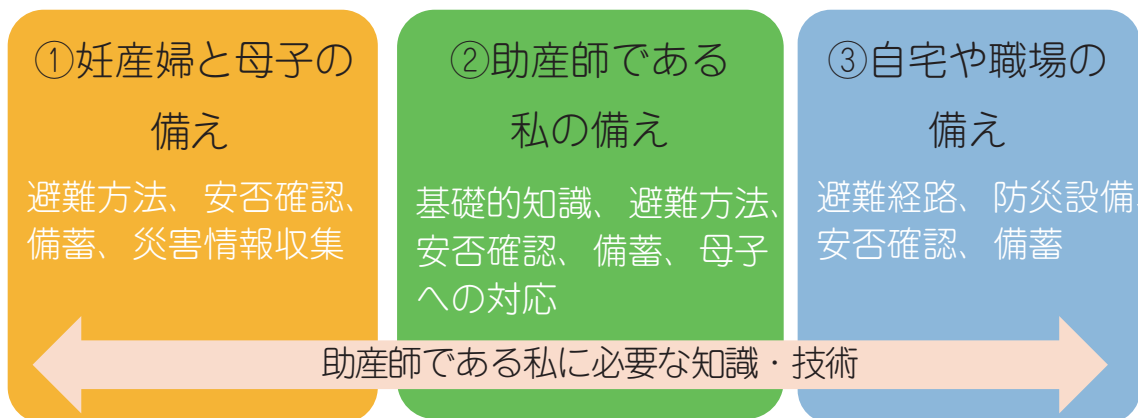 ①妊産婦と母子の
備え
避難方法、安否確認、
備蓄、災害情報収集
②助産師である
私の備え
基礎的知識、避難方法、
安否確認、備蓄、母子
への対応
③自宅や職場の
備え
避難経路、防災設備、
安否確認、備蓄
助産師である私に必要な知識・技術